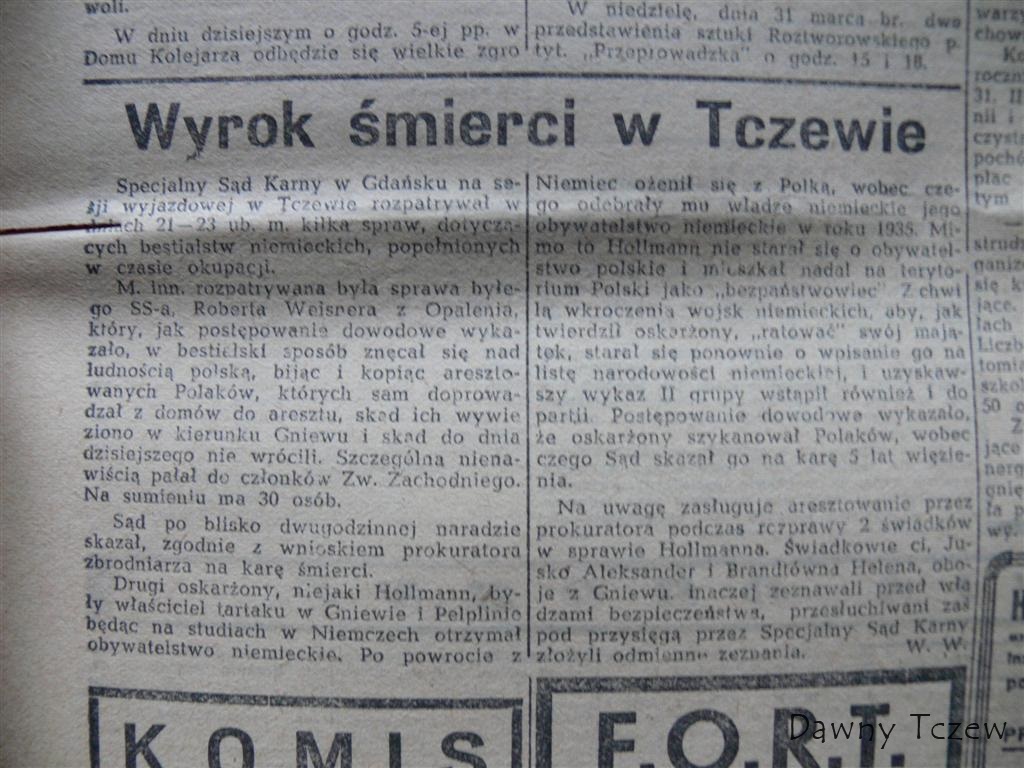 woli.
W dniu dzisiejszym o godz. 5-ej pp. w
Domu Kolejarza odbędzie się wielkie zgro
W niedzielę, dnia 31 marca br. dwa
przedstawienia sztuki Roztworowskiego p.
tyt. „Przeprowadzka" o godz. 15 i 18.
Wyrok śmierci w Tczewie
Specjalny Sąd Karny w Gdańsku na se-
sji wyjazdowej w Tczewie rozpatrywał w
dniach 21—23 ub. m. kilka spraw, dotyczą-
cych bestialstw niemieckich, popełnionych
w czasie okupacji.
M. inn. rozpatrywana była sprawa byłe-
go SS-a, Roberta Weisnera z Opalenia,
który, jak postępowanie dowodowe wyka-
zało, w bestielski sposób znęcał się nad
ludnością polską, bijąc i kopiąc areszto-
wanych Polaków, których sam doprowa-
dzał z domów do aresztu, skąd ich wywie
ziono w kierunku Gniewu i skąd do dnia
dzisiejszego nie wrócili. Szczególną niena-
wiścią pałał do członków Zw. Zachodniego.
Na sumieniu ma 30 osób.
Sąd po blisko dwugodzinnej naradzie
skazał, zgodnie z wnioskiem prokuratora
zbrodniarza na karę śmierci.
Drugi oskarżony, niejaki Hollmann, by-
ły właściciel tartaku w Gniewie i Pelplinie
będąc na studiach w Niemczech otrzymał
obywatelstwo niemieckie. Po powrocie z
Niemiec ożenił się z Polką, wobec cze-
go odebrały mu władze niemieckie jego
obywatelstwo niemieckie w roku 1935. Mi-
mo to Hollmann nie starał się o obywatel-
stwo polskie i mieszkał nadal na teryto-
rium Polski jako „bezpaństwowiec" Z chwi
lą wkroczenia wojsk niemieckich, aby, jak
twierdził oskarżony, „ratować" swój mają-
tęk, starał się ponownie o wpisanie go na
listę narodowości niemieckiej, i uzyskaw-
szy wykaz II grupy wstąpił również i do
partii. Postępowanie dowodowe wykazało,
że oskarżony szykanował Polaków, wobec
czego Sąd skazał go na karę 5 lat więzie-
nia.
Na uwagę zasługuje aresztowanie przez
prokuratora podczas rozprawy 2 świadków
w sprawie Hollmanna. Świadkowie ci, Ju-
sko Aleksander i Brandtówna Helena, obo-
je z Gniewu. Inaczej zeznawali przed wła
dzami bezpieczeństwa, przesłuchiwani zaś
pod przysięgą przez Specjalny Sąd Karny
złożyli odmienne zeznania. W. W.
KOMIS
F.O.R.T.
Dawny Tczew